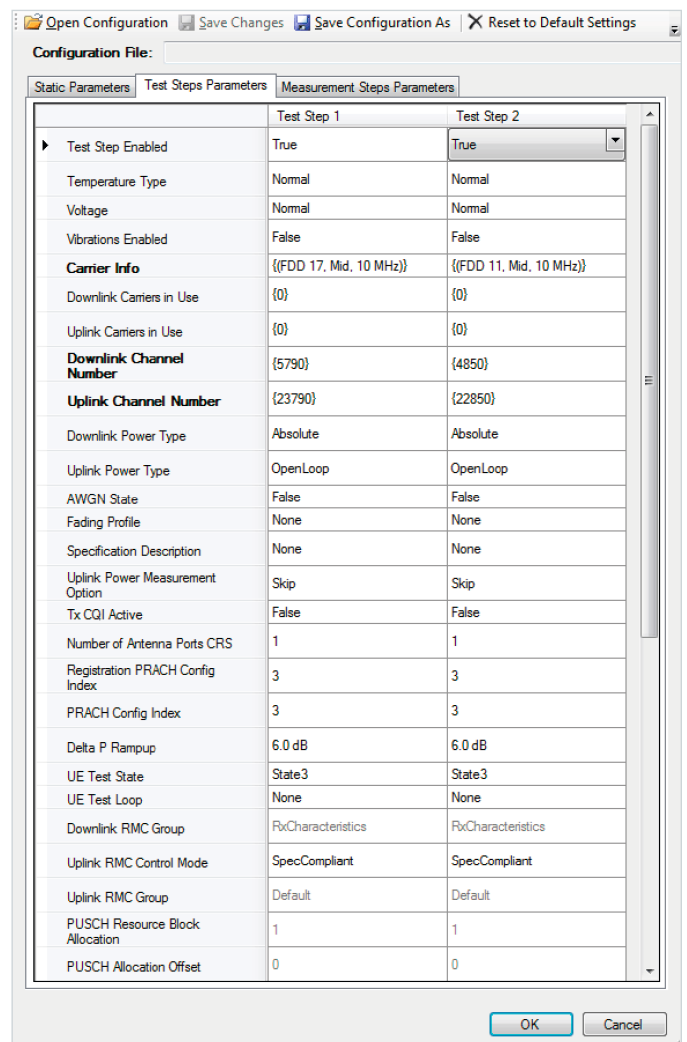 Open Configuration Save Changes Save Configuration As Reset to Default Settings
Configuration File:
Static Parameters Test Steps Parameters Measurement Steps Parameters
Test Step 1 Test Step 2
Test Step Enabled True True
Temperature Type Normal Normal
Voltage Normal Normal
Vibrations Enabled False False
Carrier Info {(FDD 17, Mid, 10 MHz)} {(FDD 11, Mid, 10 MHz)}
Downlink Carriers in Use {0} {0}
Uplink Carriers in Use {0} {0}
Downlink Channel
Number {5790} {4850}
Uplink Channel Number {23790} {22850}
Downlink Power Type Absolute Absolute
Uplink Power Type OpenLoop OpenLoop
AWGN State False False
Fading Profile None None
Specification Description None None
Uplink Power Measurement
Option Skip Skip
Tx CQI Active False False
Number of Antenna Ports CRS 1 1
Registration PRACH Config
Index 3 3
PRACH Config Index 3 3
Delta P Rampup 6.0 dB 6.0 dB
UE Test State State3 State3
UE Test Loop None None
Downlink RMC Group RxCharacteristics RxCharacteristics
Uplink RMC Control Mode SpecCompliant SpecCompliant
Uplink RMC Group Default Default
PUSCH Resource Block
Allocation 1 1
PUSCH Allocation Offset 0 0
OK Cancel